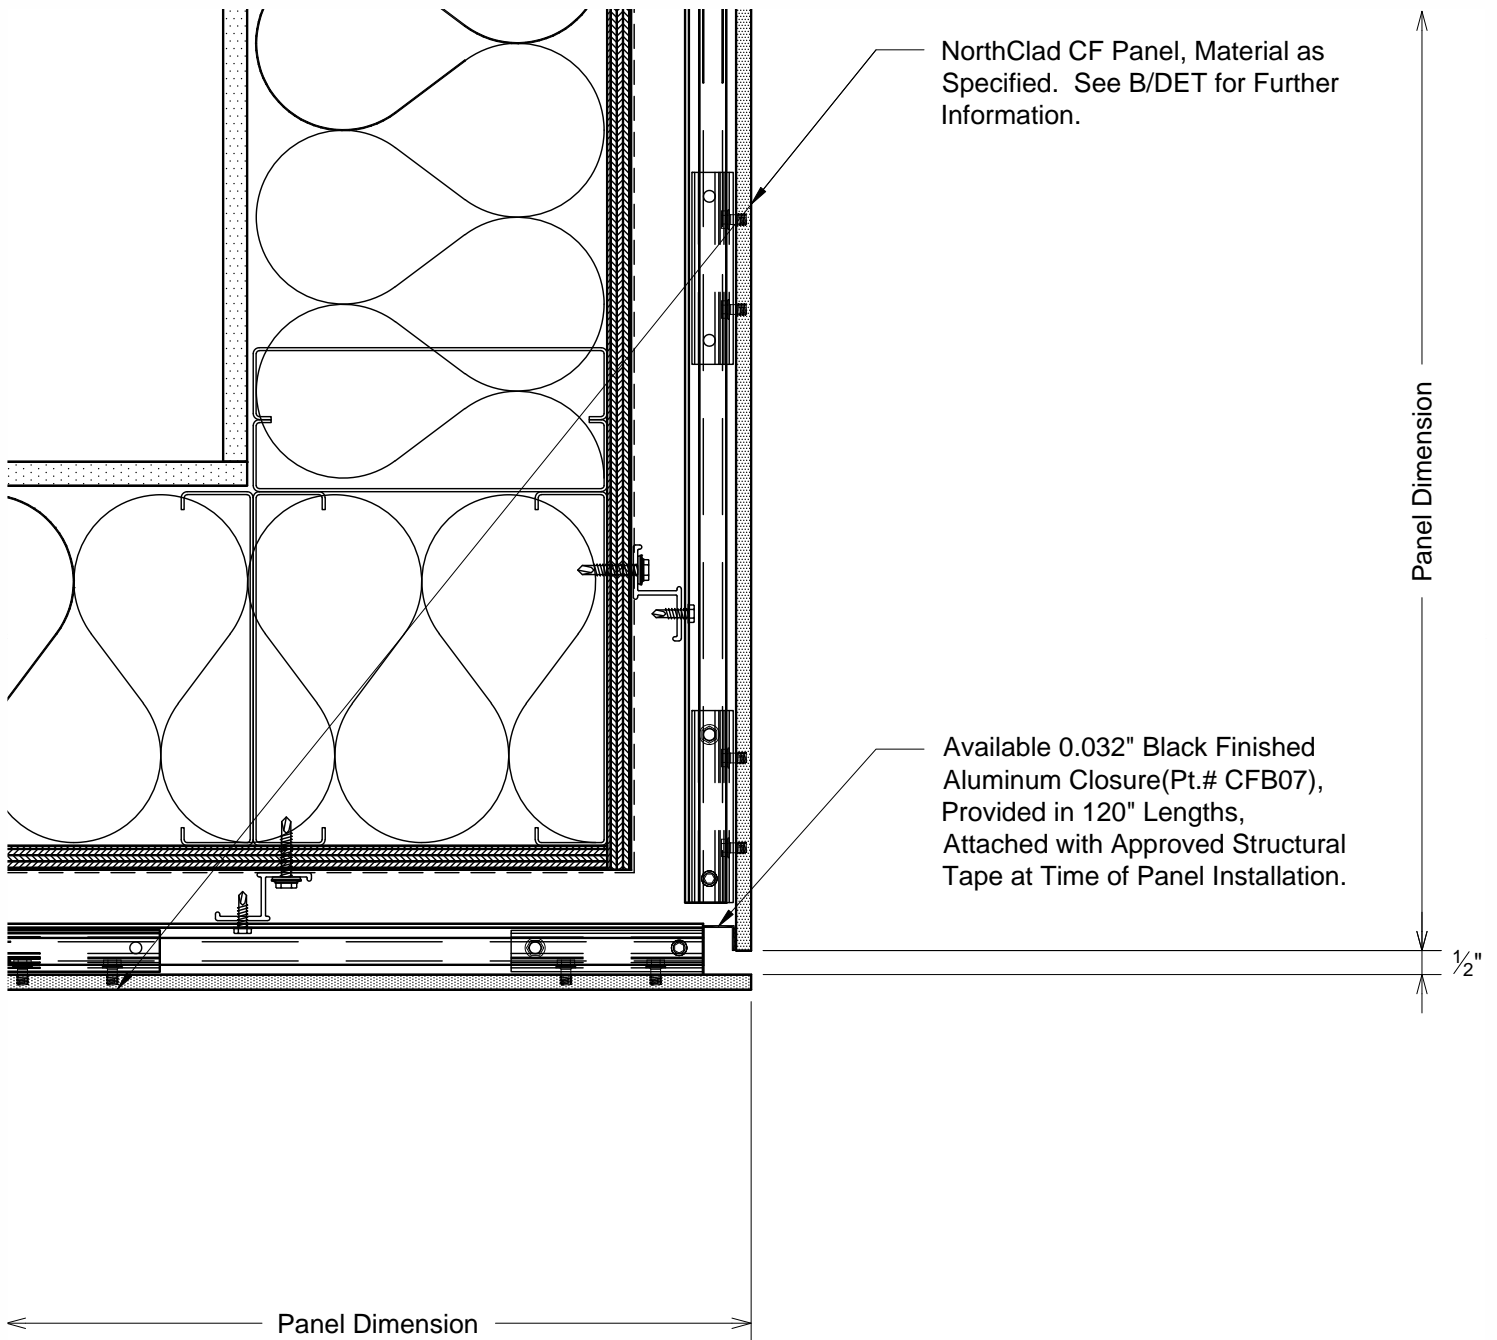 NorthClad CF Panel, Material as
Specified.  See B/DET for Further
Information.
Panel Dimension
Available 0.032" Black Finished
Aluminum Closure(Pt.# CFB07),
Provided in 120" Lengths,
Attached with Approved Structural
Tape at Time of Panel Installation.
½"
Panel Dimension